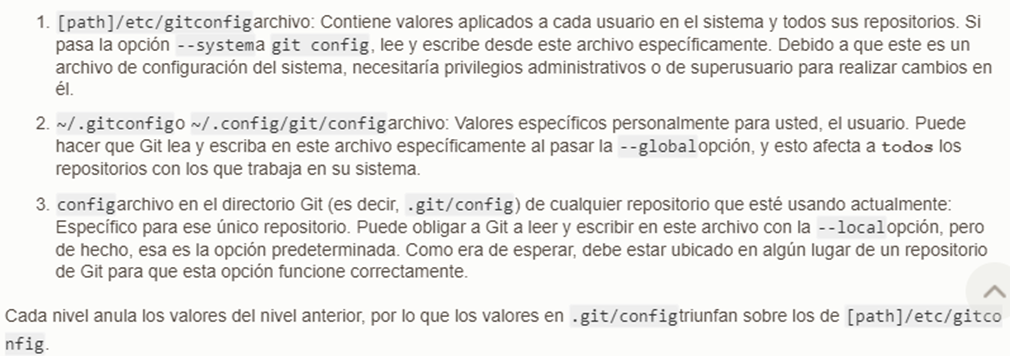 1. [path]/etc/gitconfigarchivo: Contiene valores aplicados a cada usuario en el sistema y todos sus repositorios. Si
pasa la opción --systema git config, lee y escribe desde este archivo específicamente. Debido a que este es un
archivo de configuración del sistema, necesitaría privilegios administrativos o de superusuario para realizar cambios en
él.
2. ~/.gitconfigo ~/.config/git/configarchivo: Valores específicos personalmente para usted, el usuario. Puede
hacer que Git lea y escriba en este archivo específicamente al pasar la --globalopción, y esto afecta a todos los
repositorios con los que trabaja en su sistema.
3. configarchivo en el directorio Git (es decir, .git/config) de cualquier repositorio que esté usando actualmente:
Específico para ese único repositorio. Puede obligar a Git a leer y escribir en este archivo con la --localopción, pero
de hecho, esa es la opción predeterminada. Como era de esperar, debe estar ubicado en algún lugar de un repositorio
de Git para que esta opción funcione correctamente.
Cada nivel anula los valores del nivel anterior, por lo que los valores en .git/configtriunfan sobre los de [path]/etc/gitco
nfig.